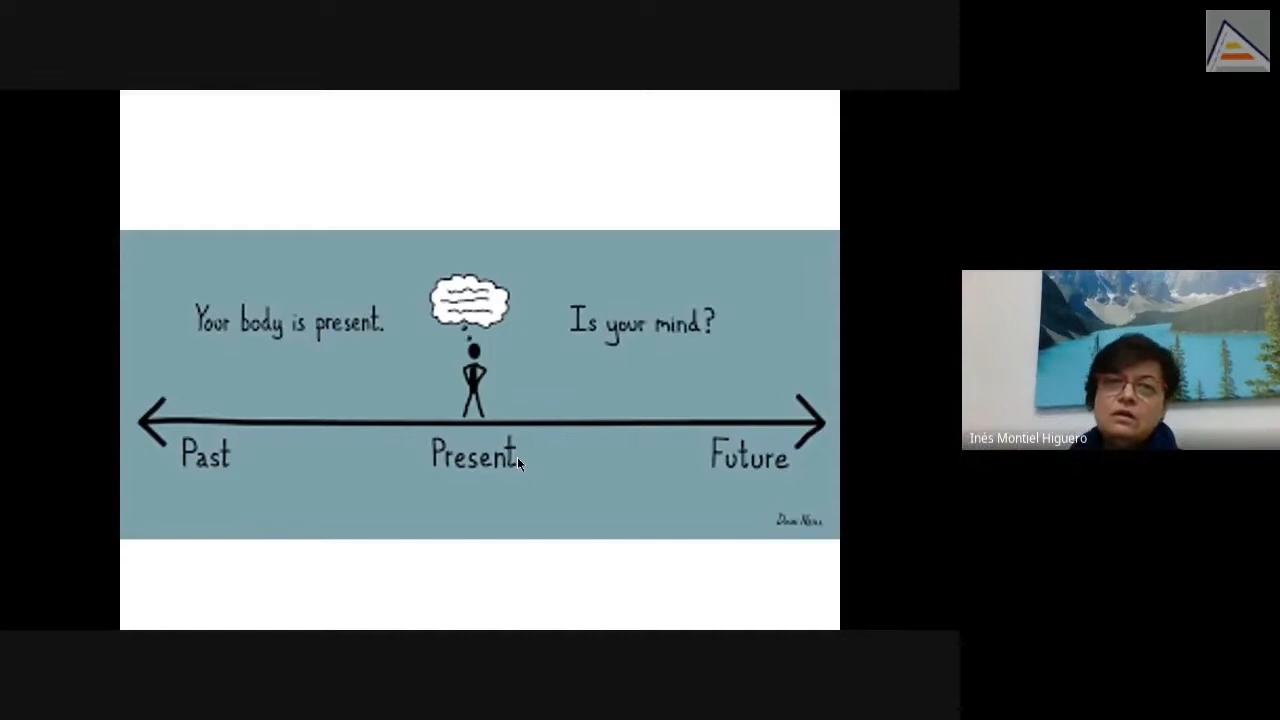 Your body is present.
Is your mind?
Past
Present
Future
Inés Montiel Higuero